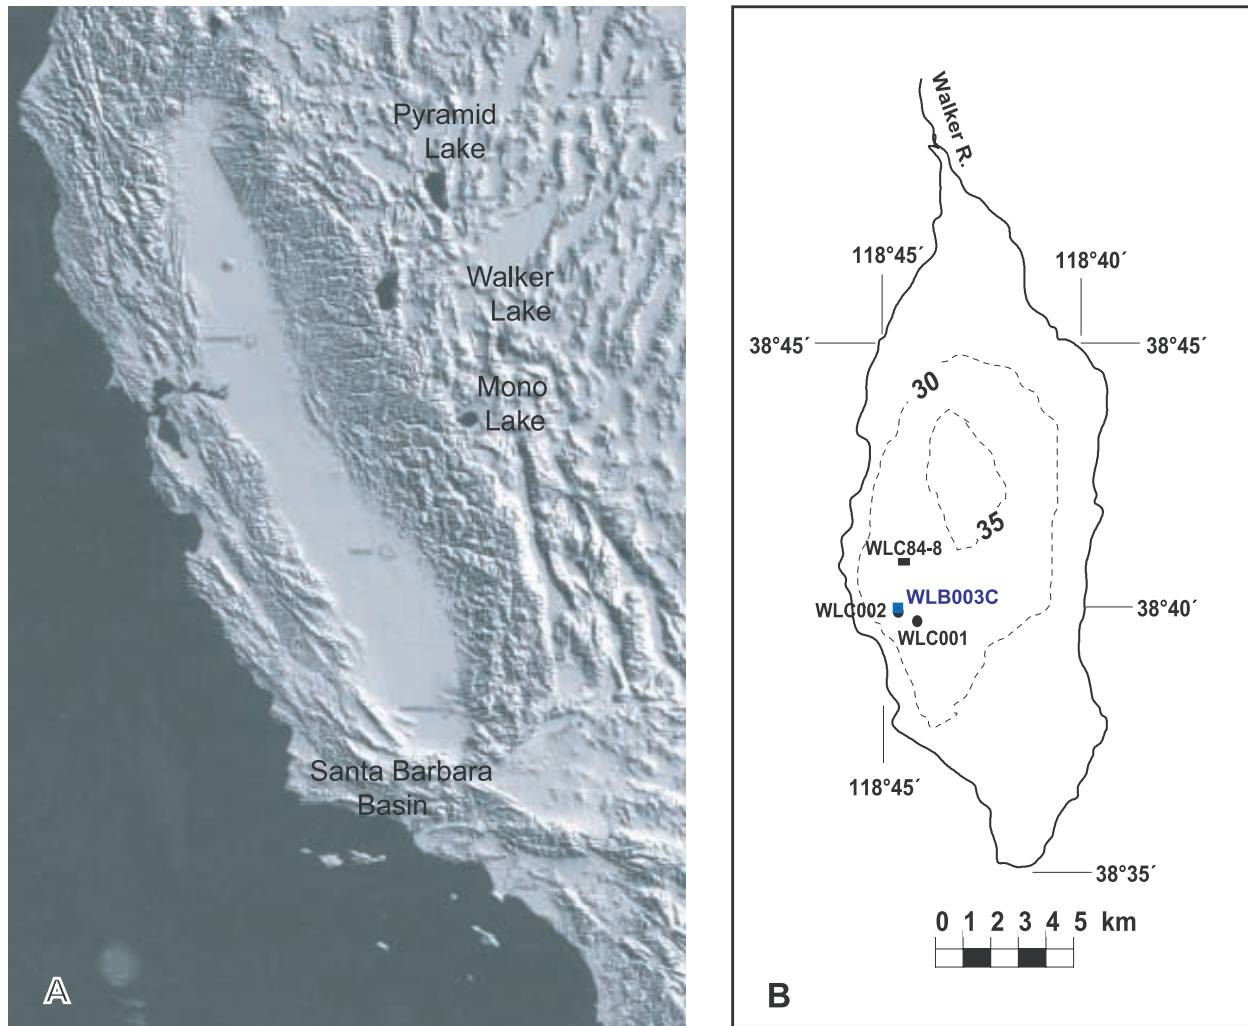 Pyramid
Lake
Walker
Lake
Mono
Lake
Santa Barbara
Basin
A
Walker R.
118°45´
118°40´
38°45´
38°45´
30
35
WLC84-8
WLB003C
WLC002
WLC001
38°40´
118°45´
38°35´
0 1 2 3 4 5 km
B